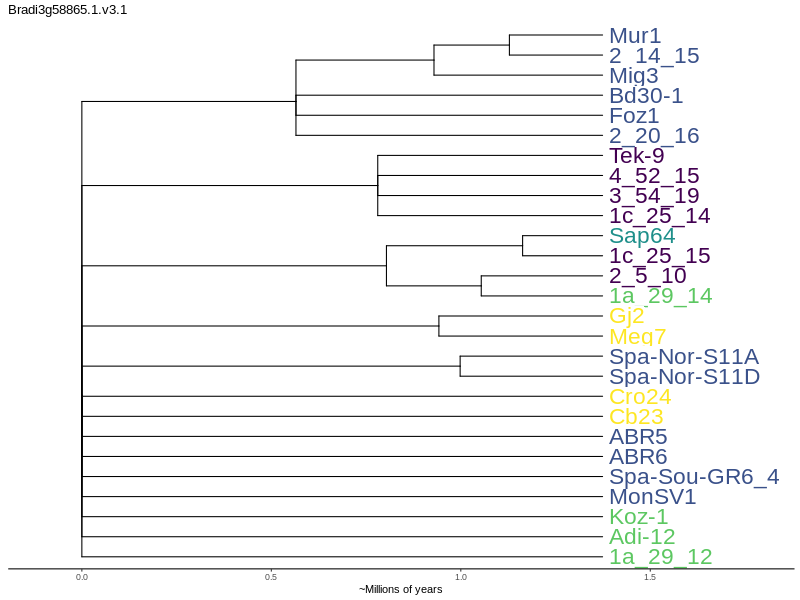 Bradi3g58865.1.v3.1
Mur1
2_14_15
Mig3
Bd30-1
Foz1
2_20_16
Tek-9
4_52_15
3_54_19
1c_25_14
Sap64
1c_25_15
2_5_10
1a_29_14
Gj2
Meg7
Spa-Nor-S11A
Spa-Nor-S11D
Cro24
Cb23
ABR5
ABR6
Spa-Sou-GR6_4
MonSV1
Koz-1
Adi-12
1a_29_12
0.0 0.5 1.0 1.5
~Millions of years